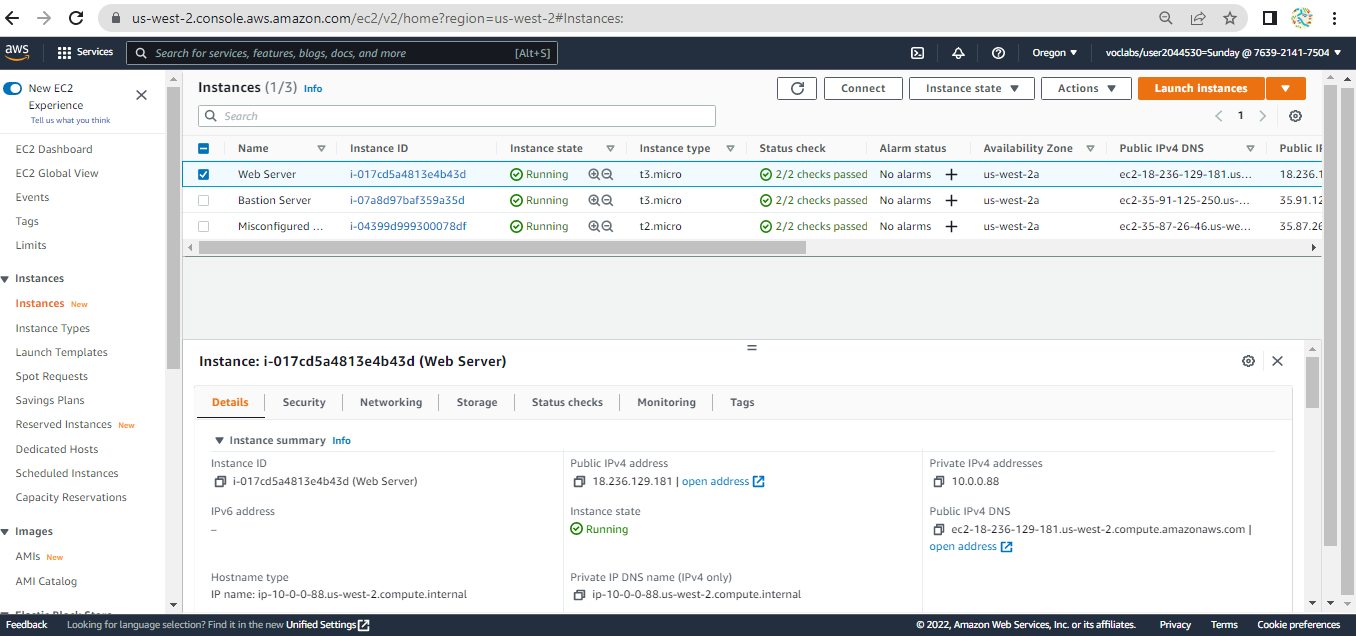 us-west-2.console.aws.amazon.com/ec2/v2/home?region=us-west-2#Instances:
aws Services Search for services, features, blogs, docs, and more [Alt+S] Oregon voclabs/user2044530=Sunday @ 7639-2141-7504
New EC2 Experience
Tell us what you think
EC2 Dashboard
EC2 Global View
Events
Tags
Limits
Instances
Instances New
Instance Types
Launch Templates
Spot Requests
Savings Plans
Reserved Instances New
Dedicated Hosts
Scheduled Instances
Capacity Reservations
Images
AMIs New
AMI Catalog
Instances (1/3) Info Connect Instance state Actions Launch instances
Search 1
Name Instance ID Instance state Instance type Status check Alarm status Availability Zone Public IPv4 DNS Public IP
Web Server i-017cd5a4813e4b43d Running t3.micro 2/2 checks passed No alarms us-west-2a ec2-18-236-129-181.us-... 18.236.1
Bastion Server i-07a8d97baf359a35d Running t3.micro 2/2 checks passed No alarms us-west-2a ec2-35-91-125-250.us-... 35.91.12
Misconfigured ... i-04399d999300078df Running t2.micro 2/2 checks passed No alarms us-west-2a ec2-35-87-26-46.us-we... 35.87.26
Instance: i-017cd5a4813e4b43d (Web Server)
Details Security Networking Storage Status checks Monitoring Tags
Instance summary Info
Instance ID
i-017cd5a4813e4b43d (Web Server)
Public IPv4 address
18.236.129.181 | open address
Private IPv4 addresses
10.0.0.88
IPv6 address
–
Instance state
Running
Public IPv4 DNS
ec2-18-236-129-181.us-west-2.compute.amazonaws.com |
open address
Hostname type
IP name: ip-10-0-0-88.us-west-2.compute.internal
Private IP DNS name (IPv4 only)
ip-10-0-0-88.us-west-2.compute.internal
Feedback Looking for language selection? Find it in the new Unified Settings © 2022, Amazon Web Services, Inc. or its affiliates. Privacy Terms Cookie preferences